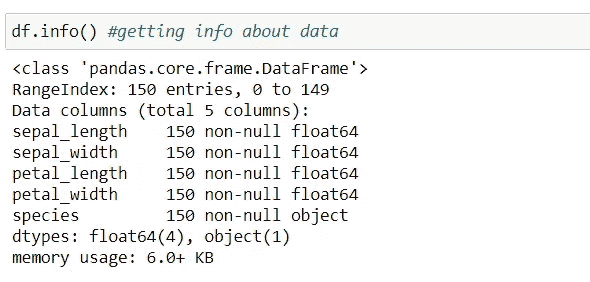 df.info() #getting info about data
<class 'pandas.core.frame.DataFrame'>
RangeIndex: 150 entries, 0 to 149
Data columns (total 5 columns):
sepal_length    150 non-null float64
sepal_width     150 non-null float64
petal_length    150 non-null float64
petal_width     150 non-null float64
species         150 non-null object
dtypes: float64(4), object(1)
memory usage: 6.0+ KB